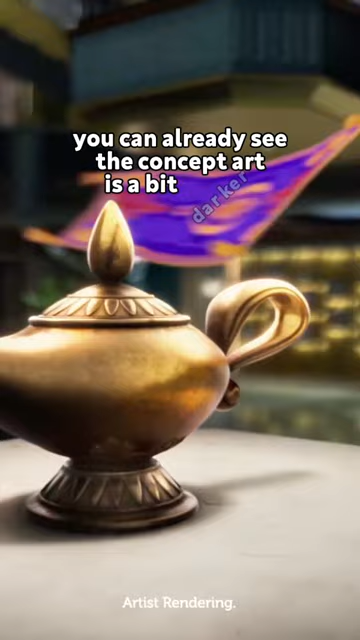 you can already see
the concept art
is a bit darker
Artist Rendering.